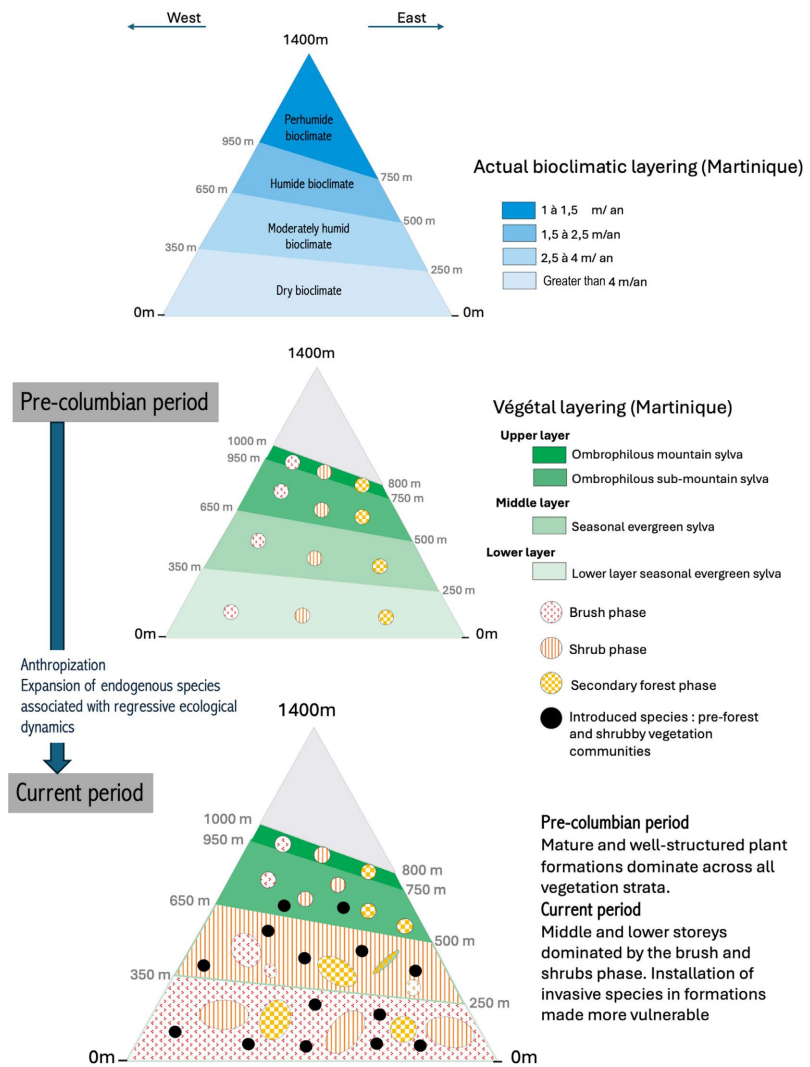 West
East
1400m
Perhumide
bioclimate
950 m
750 m
Humide bioclimate
650 m
500 m
Moderately humid
bioclimate
350 m
250 m
Dry bioclimate
0m
0m
Actual bioclimatic layering (Martinique)
1 à 1,5 m/ an
1,5 à 2,5 m/an
2,5 à 4 m/ an
Greater than 4 m/an
Pre-columbian period
1400m
1000 m
950 m
800 m
750 m
650 m
500 m
350 m
250 m
0m
0m
Végétal layering (Martinique)
Upper layer
Ombrophilous mountain sylva
Ombrophilous sub-mountain sylva
Middle layer
Seasonal evergreen sylva
Lower layer
Lower layer seasonal evergreen sylva
Brush phase
Shrub phase
Secondary forest phase
Introduced species : pre-forest
and shrubby vegetation
communities
Anthropization
Expansion of endogenous species
associated with regressive ecological
dynamics
Current period
1400m
1000 m
950 m
800 m
750 m
650 m
500 m
350 m
250 m
0m
0m
Pre-columbian period
Mature and well-structured plant
formations dominate across all
vegetation strata.
Current period
Middle and lower storeys
dominated by the brush and
shrubs phase. Installation of
invasive species in formations
made more vulnerable